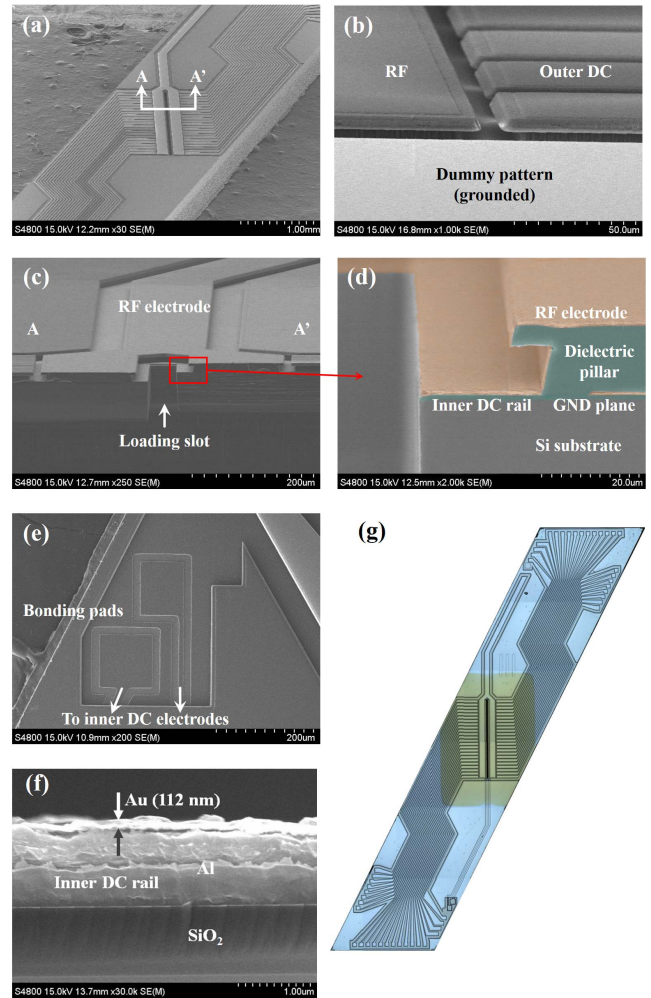 (a)
A A’
S4800 15.0kV 12.2mm x30 SE(M) 1.00mm
(b)
RF Outer DC
Dummy pattern
(grounded)
S4800 15.0kV 16.8mm x1.00k SE(M) 50.0um
(c)
RF electrode
A A’
Loading slot
S4800 15.0kV 12.7mm x250 SE(M) 200um
(d)
RF electrode
Dielectric
pillar
Inner DC rail GND plane
Si substrate
S4800 15.0kV 12.5mm x2.00k SE(M) 20.0um
(e)
Bonding pads
To inner DC electrodes
S4800 15.0kV 10.9mm x200 SE(M) 200um
(f)
Au (112 nm)
Al
Inner DC rail
SiO₂
S4800 15.0kV 13.7mm x30.0k SE(M) 1.00um
(g)